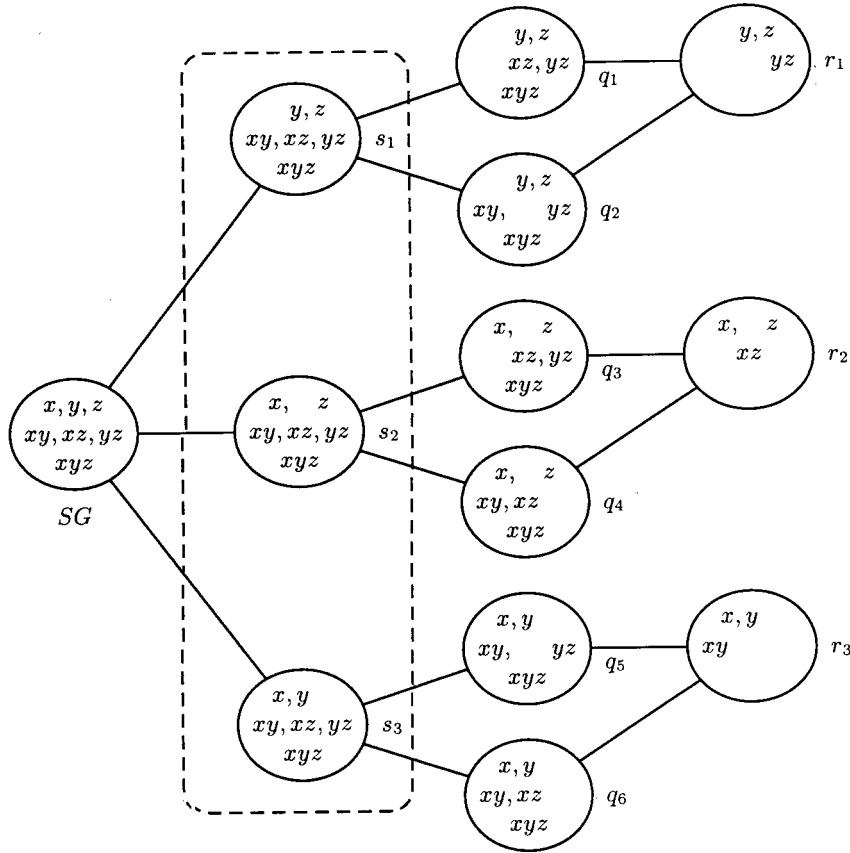 y, z
xz, yz
xyz
q₁
y, z
yz
r₁
y, z
xy, xz, yz
xyz
s₁
y, z
xy, yz
xyz
q₂
x, z
xz, yz
xyz
q₃
x, z
xz
r₂
x, y, z
xy, xz, yz
xyz
SG
x, z
xy, xz, yz
xyz
s₂
x, z
xy, xz
xyz
q₄
x, y
xy, yz
xyz
q₅
x, y
xy
r₃
x, y
xy, xz, yz
xyz
s₃
x, y
xy, xz
xyz
q₆